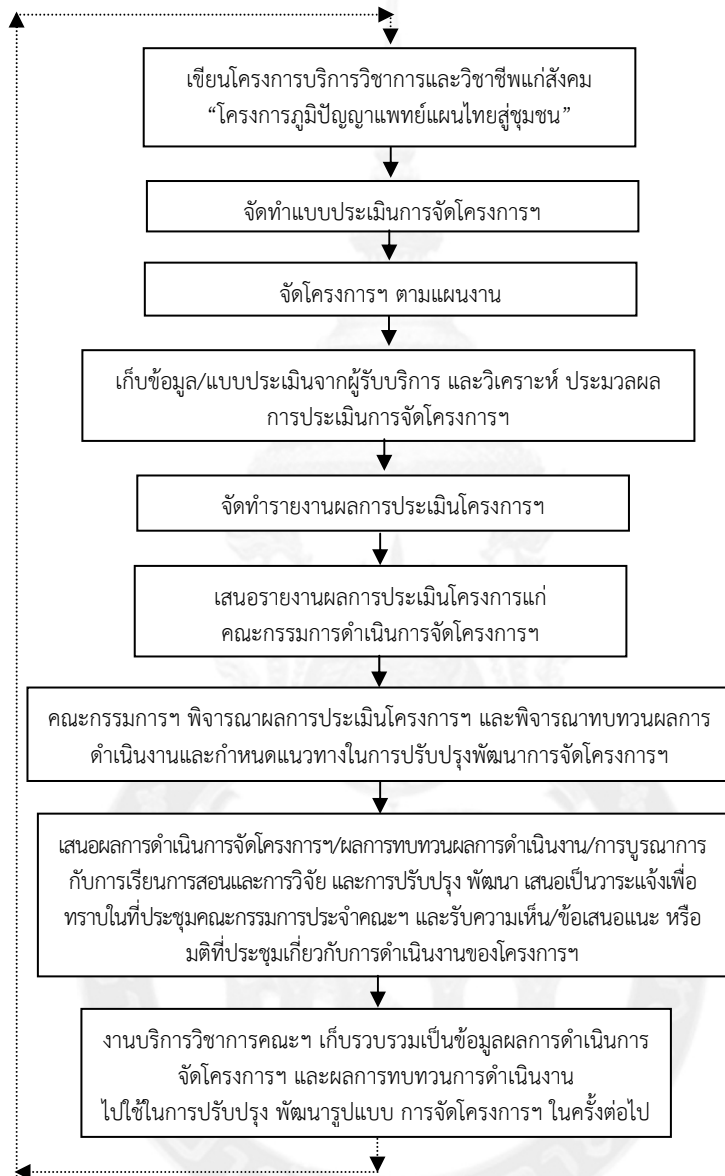 เขียนโครงการบริการวิชาการและวิชาชีพแก่สังคม
“โครงการภูมิปัญญาแพทย์แผนไทยสู่ชุมชน”
จัดทำแบบประเมินการจัดโครงการฯ
จัดโครงการฯ ตามแผนงาน
เก็บข้อมูล/แบบประเมินจากผู้รับบริการ และวิเคราะห์ ประมวลผล
การประเมินการจัดโครงการฯ
จัดทำรายงานผลการประเมินโครงการฯ
เสนอรายงานผลการประเมินโครงการแก่
คณะกรรมการดำเนินการจัดโครงการฯ
คณะกรรมการฯ พิจารณาผลการประเมินโครงการฯ และพิจารณาทบทวนผลการ
ดำเนินงานและกำหนดแนวทางในการปรับปรุงพัฒนาการจัดโครงการฯ
เสนอผลการดำเนินการจัดโครงการฯ/ผลการทบทวนผลการดำเนินงาน/การบูรณาการ
กับการเรียนการสอนและการวิจัย และการปรับปรุง พัฒนา เสนอเป็นวาระแจ้งเพื่อ
ทราบในที่ประชุมคณะกรรมการประจำคณะฯ และรับความเห็น/ข้อเสนอแนะ หรือ
มติที่ประชุมเกี่ยวกับการดำเนินงานของโครงการฯ
งานบริการวิชาการคณะฯ เก็บรวบรวมเป็นข้อมูลผลการดำเนินการ
จัดโครงการฯ และผลการทบทวนการดำเนินงาน
ไปใช้ในการปรับปรุง พัฒนารูปแบบ การจัดโครงการฯ ในครั้งต่อไป